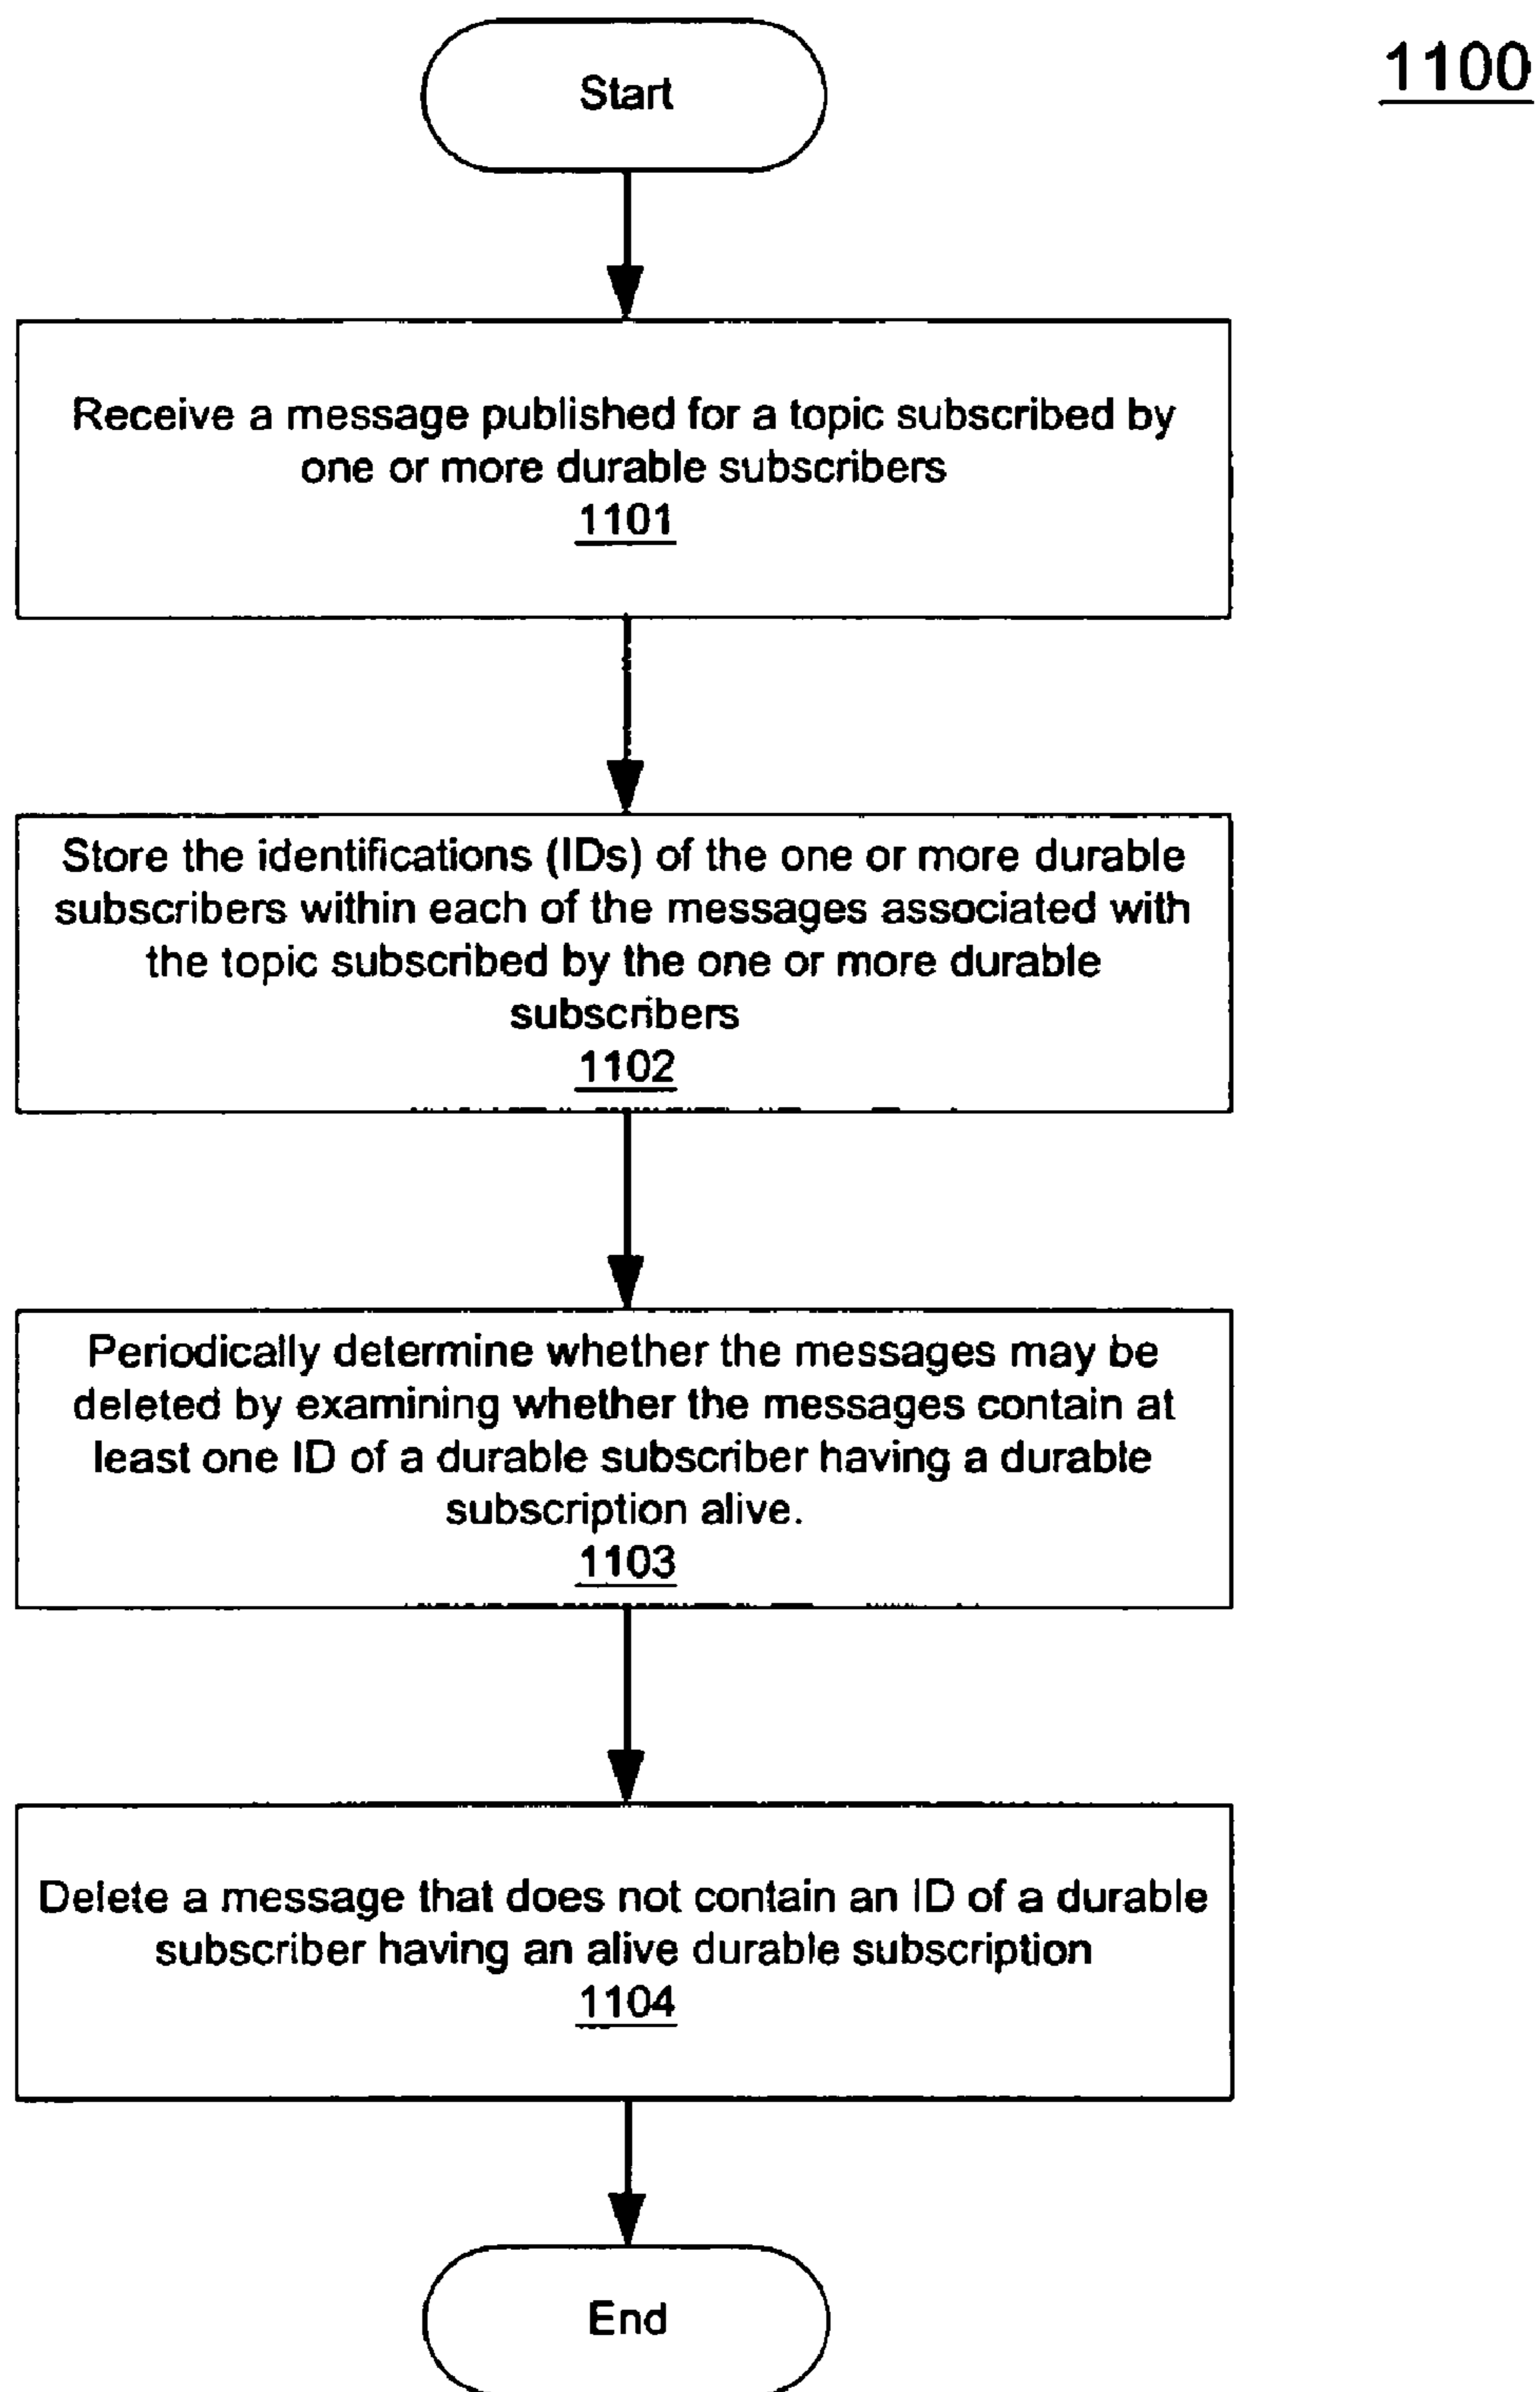 Start
1100
Receive a message published for a topic subscribed by
one or more durable subscribers
1101
Store the identifications (IDs) of the one or more durable
subscribers within each of the messages associated with
the topic subscribed by the one or more durable
subscribers
1102
Periodically determine whether the messages may be
deleted by examining whether the messages contain at
least one ID of a durable subscriber having a durable
subscription alive.
1103
Delete a message that does not contain an ID of a durable
subscriber having an alive durable subscription
1104
End